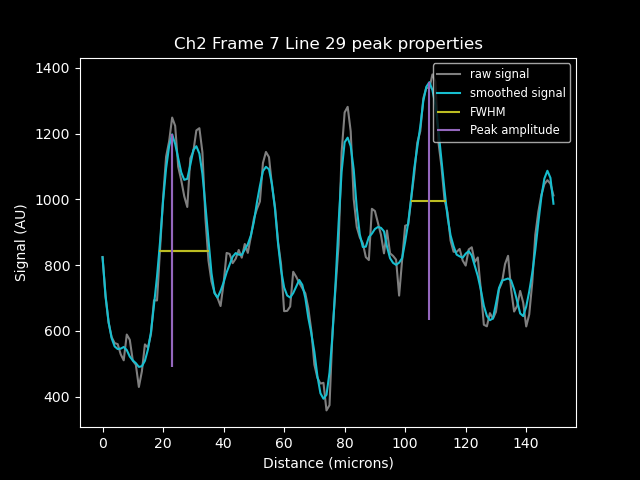 Ch2 Frame 7 Line 29 peak properties
raw signal
smoothed signal
FWHM
Peak amplitude
Signal (AU)
1400
1200
1000
800
600
400
0 20 40 60 80 100 120 140
Distance (microns)